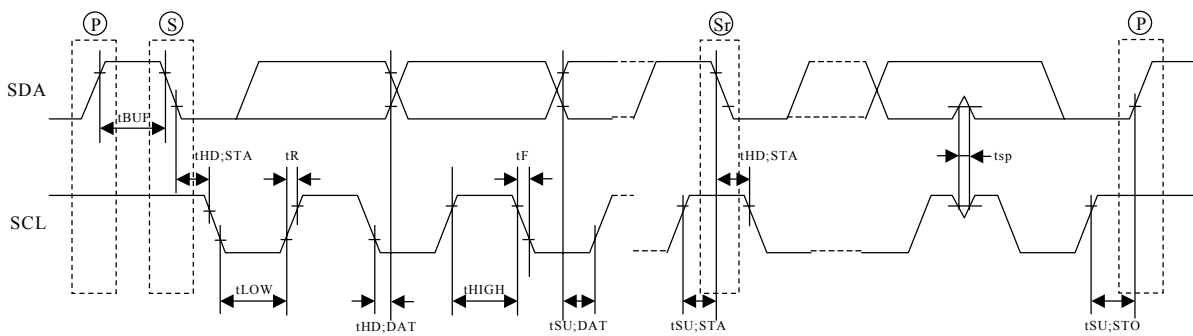 P S Sr P
SDA
tBUF
tHD;STA tR tF tHD;STA tsp
SCL
tLOW tHIGH
tHD;DAT tSU;DAT tSU;STA tSU;STO